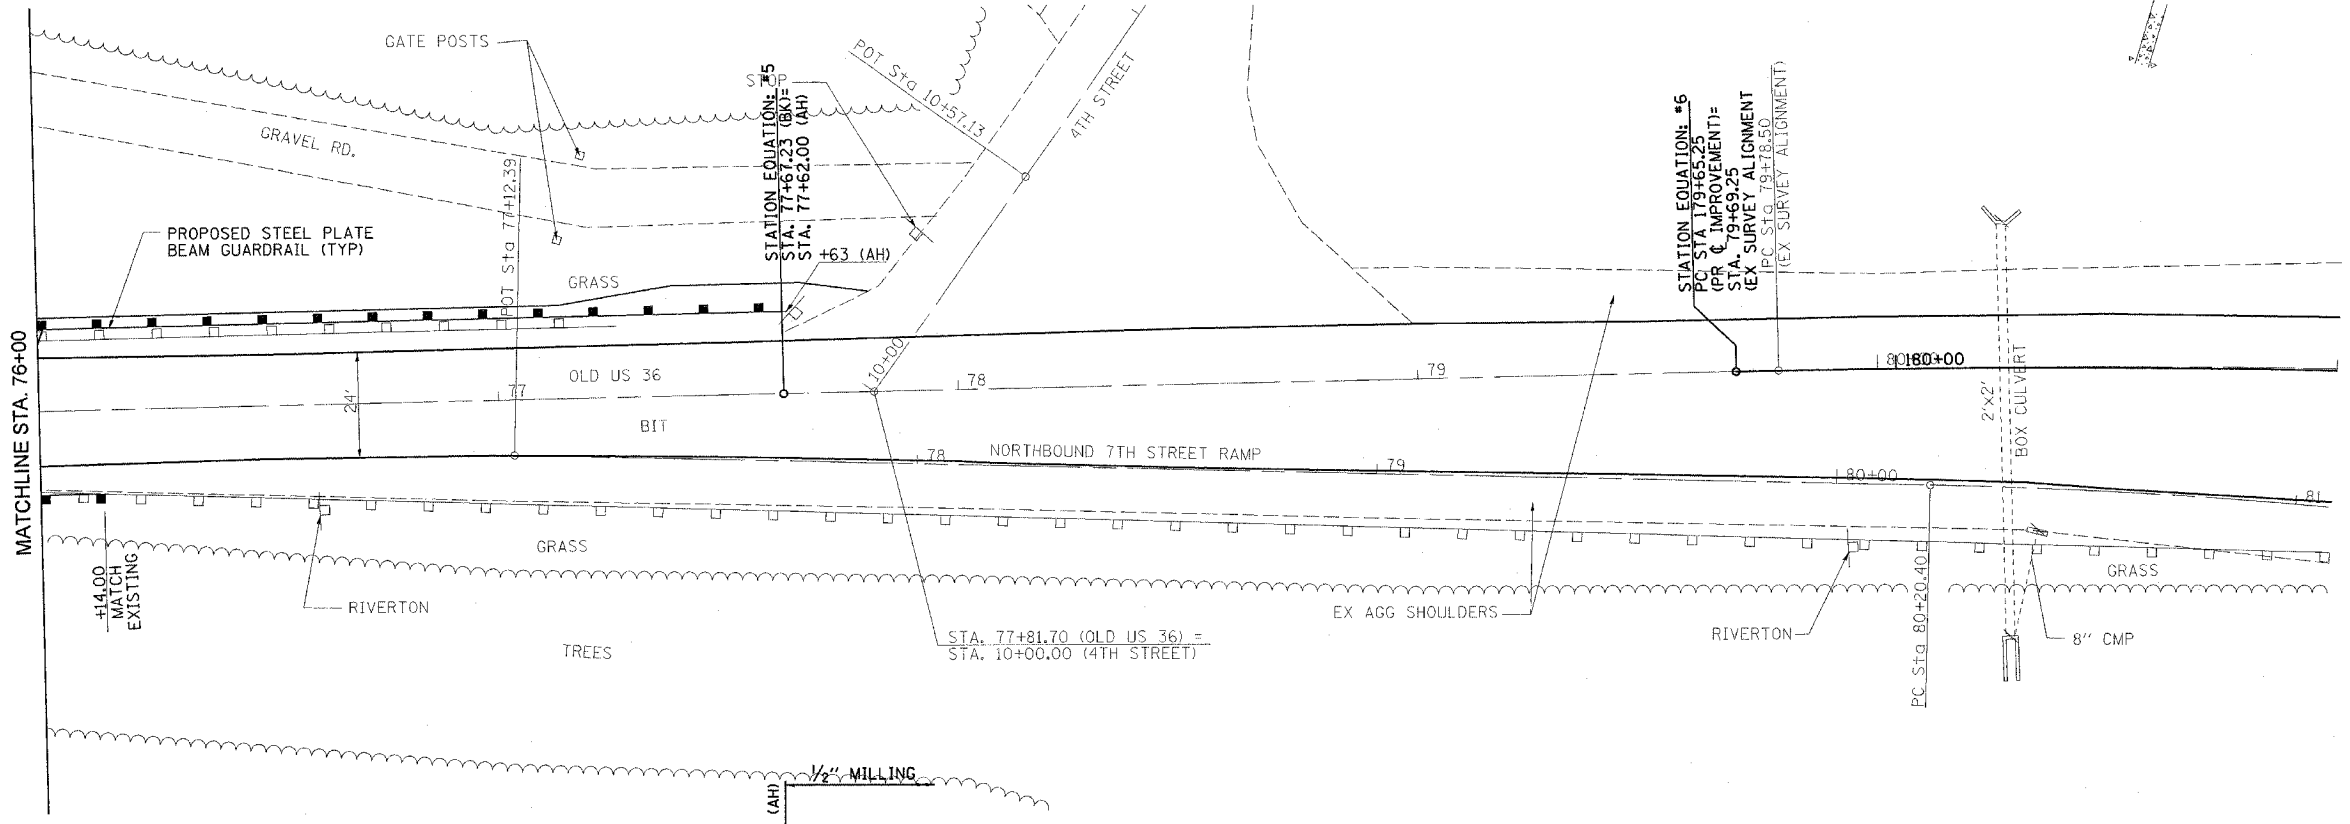 MATCHLINE STA. 76+00
GATE POSTS
GRAVEL RD.
PROPOSED STEEL PLATE
BEAM GUARDRAIL (TYP)
GRASS
POT Sta 77+12.39
STOP
STATION EQUATION: #5
STA. 77+67.23 (BK)=
STA. 77+62.00 (AH)
+63 (AH)
POT Sta 10+57.13
4TH STREET
10+00
STATION EQUATION: #6
PC STA 179+65.25
(PR ℄ IMPROVEMENT)=
STA. 79+69.25
(EX SURVEY ALIGNMENT
PC Sta 79+78.50
(EX SURVEY ALIGNMENT)
OLD US 36
24'
77
78
79
180+00
BIT
NORTHBOUND 7TH STREET RAMP
78
79
80+00
81
2'X2'
BOX CULVERT
+14.00
MATCH
EXISTING
GRASS
RIVERTON
TREES
STA. 77+81.70 (OLD US 36) =
STA. 10+00.00 (4TH STREET)
EX AGG SHOULDERS
RIVERTON
PC Sta 80+20.40
GRASS
8" CMP
1/2" MILLING
(AH)